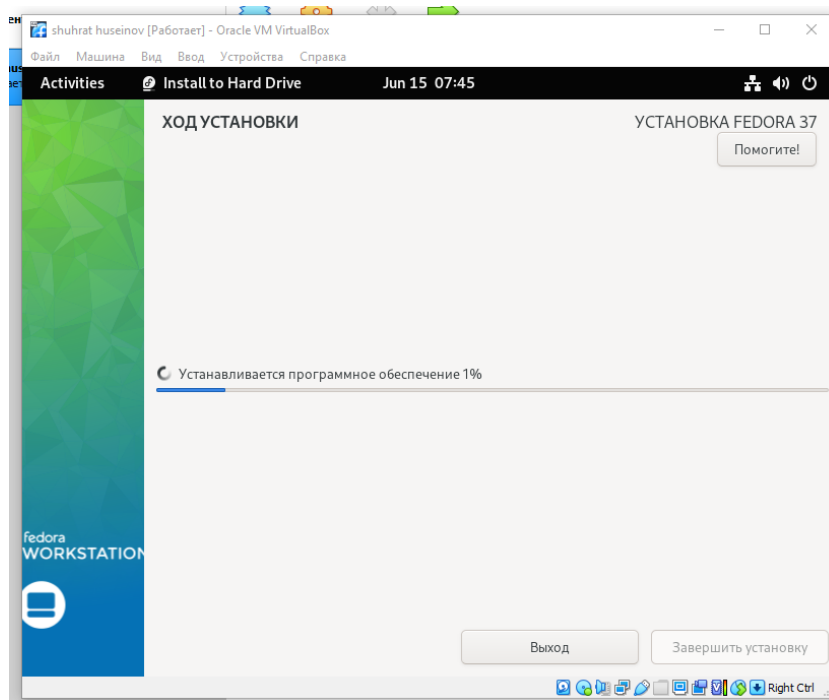 shuhrat huseinov [Работает] - Oracle VM VirtualBox
Файл Машина Вид Ввод Устройства Справка
Activities Install to Hard Drive Jun 15 07:45
ХОД УСТАНОВКИ
УСТАНОВКА FEDORA 37
Помогите!
Устанавливается программное обеспечение 1%
fedora
WORKSTATION
Выход
Завершить установку
Right Ctrl